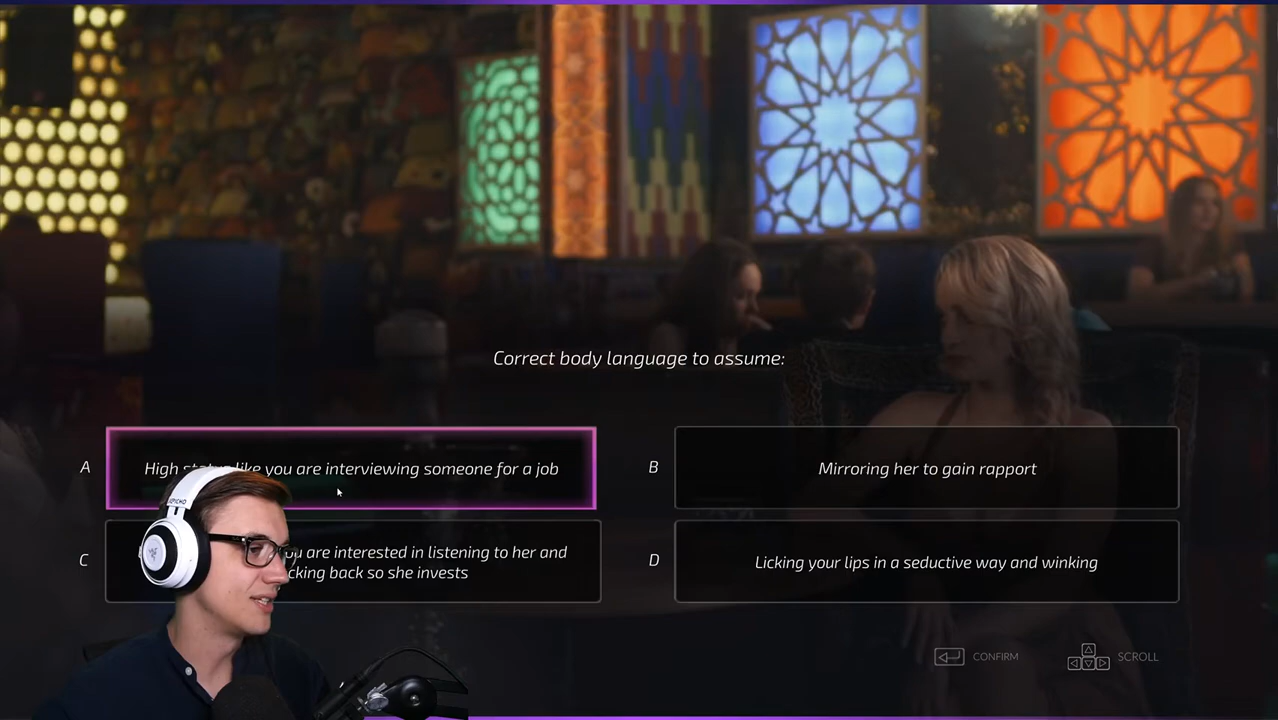 Correct body language to assume:
A
High status like you are interviewing someone for a job
B
Mirroring her to gain rapport
C
you are interested in listening to her and
cking back so she invests
D
Licking your lips in a seductive way and winking
CONFIRM
SCROLL